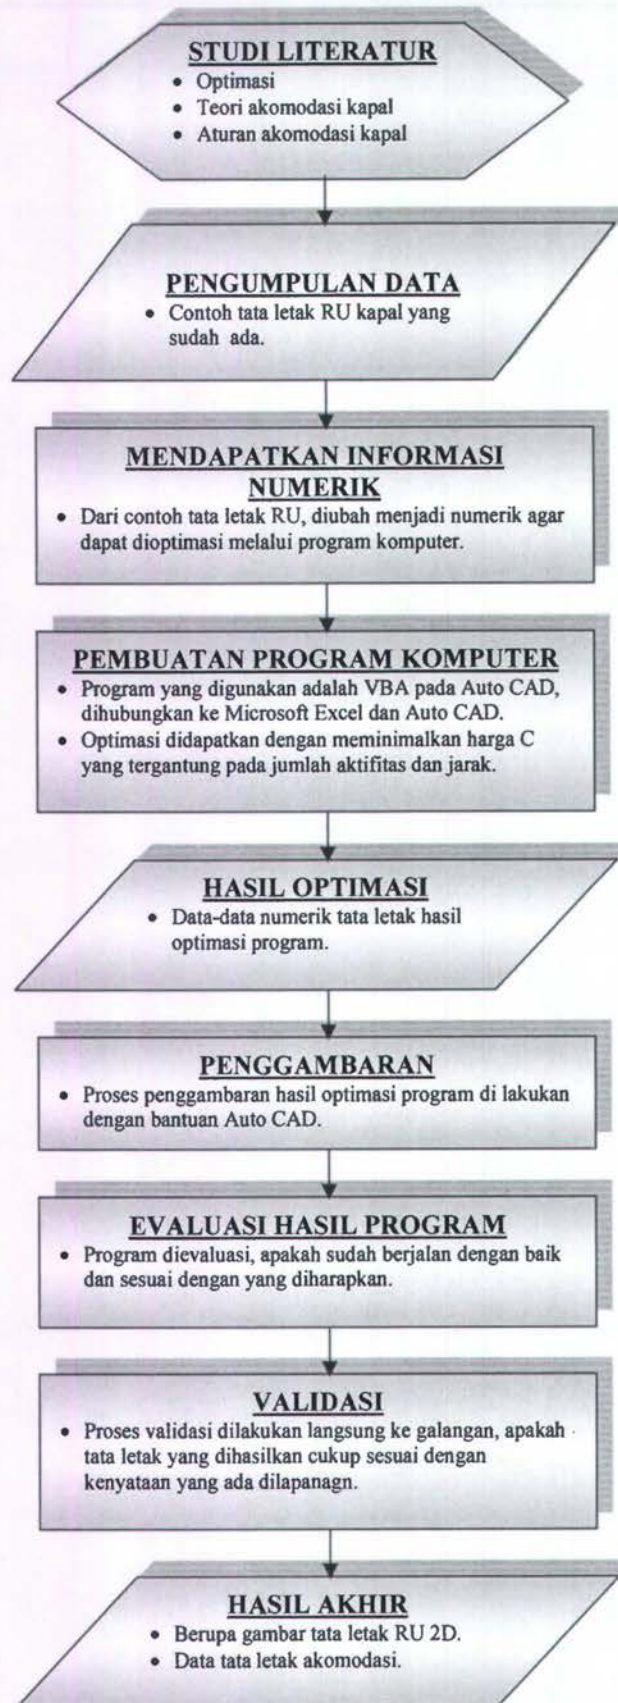 STUDI LITERATUR
• Optimasi
• Teori akomodasi kapal
• Aturan akomodasi kapal
PENGUMPULAN DATA
• Contoh tata letak RU kapal yang
sudah ada.
MENDAPATKAN INFORMASI
NUMERIK
• Dari contoh tata letak RU, diubah menjadi numerik agar
dapat dioptimasi melalui program komputer.
PEMBUATAN PROGRAM KOMPUTER
• Program yang digunakan adalah VBA pada Auto CAD,
dihubungkan ke Microsoft Excel dan Auto CAD.
• Optimasi didapatkan dengan meminimalkan harga C
yang tergantung pada jumlah aktifitas dan jarak.
HASIL OPTIMASI
• Data-data numerik tata letak hasil
optimasi program.
PENGGAMBARAN
• Proses penggambaran hasil optimasi program di lakukan
dengan bantuan Auto CAD.
EVALUASI HASIL PROGRAM
• Program dievaluasi, apakah sudah berjalan dengan baik
dan sesuai dengan yang diharapkan.
VALIDASI
• Proses validasi dilakukan langsung ke galangan, apakah
tata letak yang dihasilkan cukup sesuai dengan
kenyataan yang ada dilapanagn.
HASIL AKHIR
• Berupa gambar tata letak RU 2D.
• Data tata letak akomodasi.